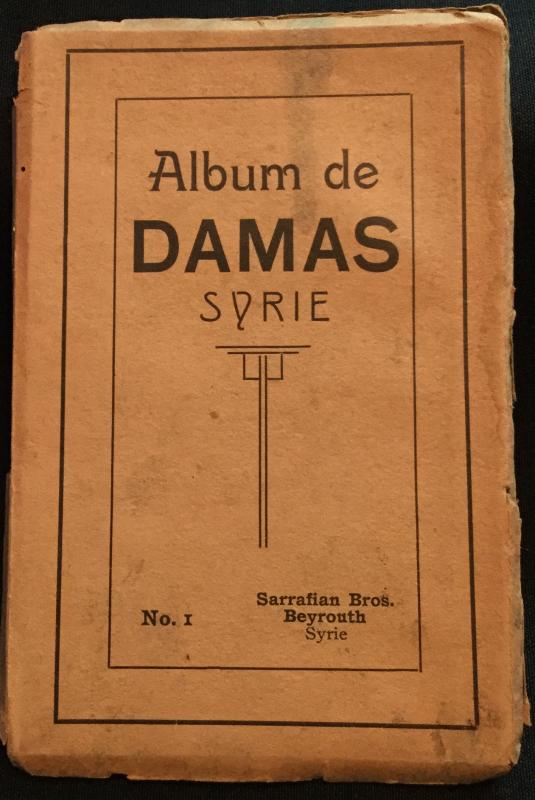 Album de
DAMAS
SYRIE
No. 1
Sarrafian Bros.
Beyrouth
Syrie